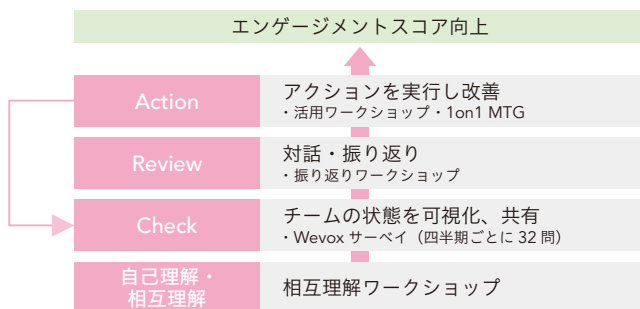 エンゲージメントスコア向上
Action
アクションを実行し改善
・活用ワークショップ・1on1 MTG
Review
対話・振り返り
・振り返りワークショップ
Check
チームの状態を可視化、共有
・Wevox サーベイ（四半期ごとに 32 問）
自己理解・
相互理解
相互理解ワークショップ